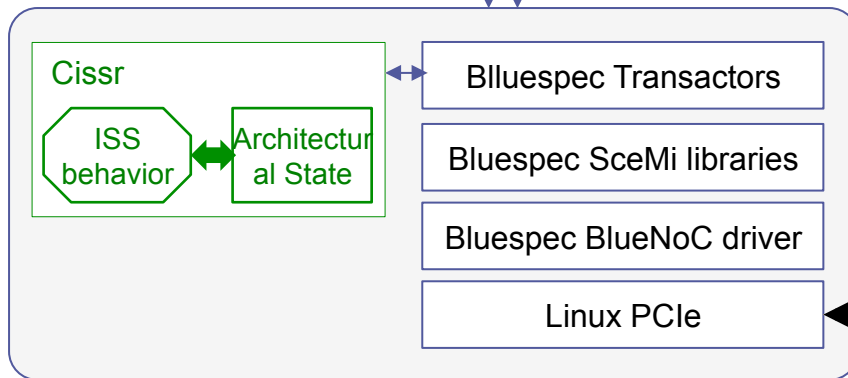 Cissr
ISS
behavior
Architectur
al State
Blluespec Transactors
Bluespec SceMi libraries
Bluespec BlueNoC driver
Linux PCIe